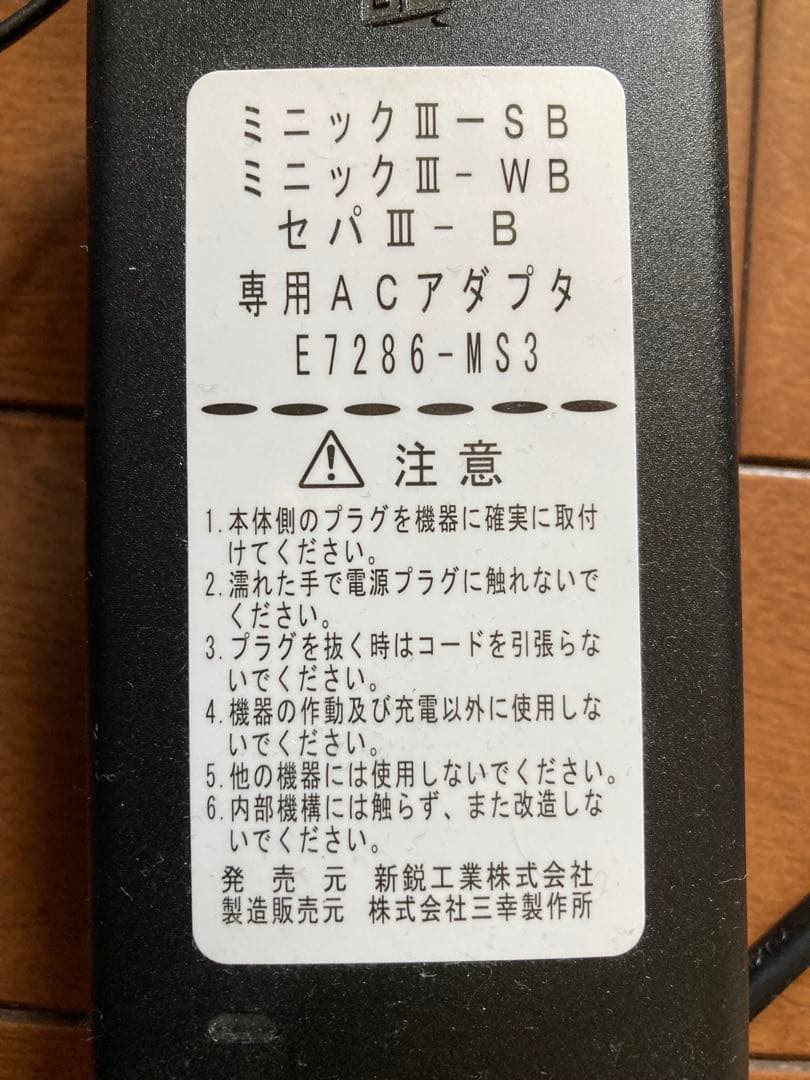 ミニックⅢーSB
ミニックⅢ- WB
セパⅢ- B
専用ACアダプタ
E7286-MS3
注意
1.本体側のプラグを機器に確実に取付
けてください。
2.濡れた手で電源プラグに触れないで
ください。
3.プラグを抜く時はコードを引張らな
いでください。
4.機器の作動及び充電以外に使用しな
いでください。
5.他の機器には使用しないでください。
6.内部機構には触らず、また改造しな
いでください。
発 売 元 新鋭工業株式会社
製造販売元 株式会社三幸製作所